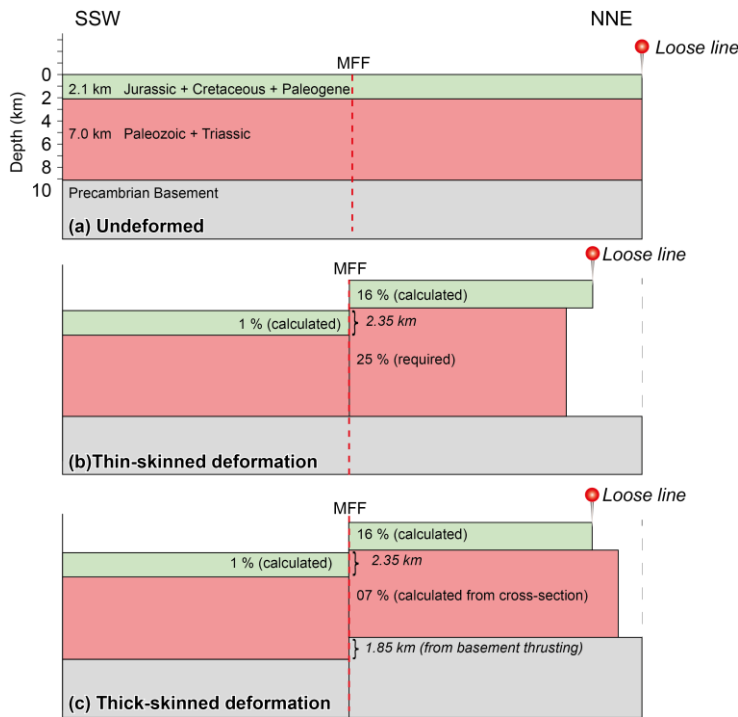 SSW
NNE
MFF
Loose line
Depth (km)
0
2
4
6
8
10
2.1 km Jurassic + Cretaceous + Paleogene
7.0 km Paleozoic + Triassic
Precambrian Basement
(a) Undeformed
MFF
Loose line
16 % (calculated)
1 % (calculated)
2.35 km
25 % (required)
(b)Thin-skinned deformation
MFF
Loose line
16 % (calculated)
1 % (calculated)
2.35 km
07 % (calculated from cross-section)
1.85 km (from basement thrusting)
(c) Thick-skinned deformation